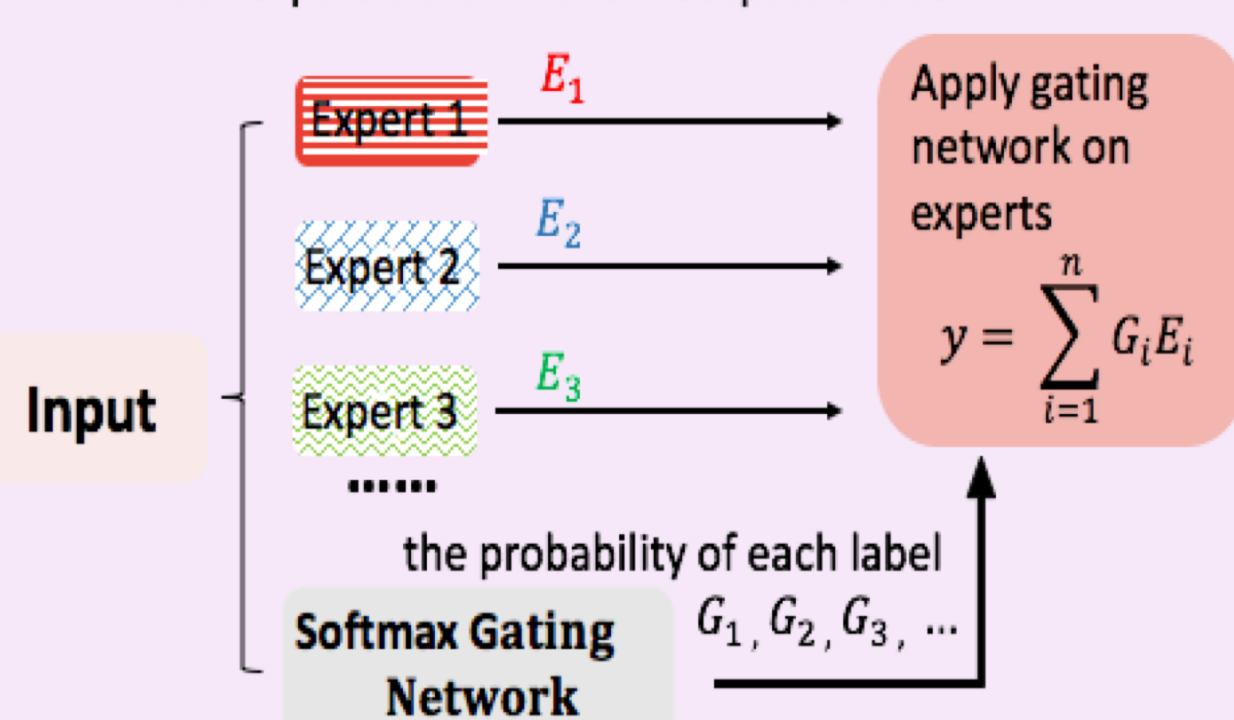 Expert 1
E₁
Expert 2
E₂
Expert 3
E₃
......
Input
Apply gating
network on
experts
y = ∑ⁿᵢ₌₁ GᵢEᵢ
the probability of each label
G₁, G₂, G₃, ...
Softmax Gating
Network